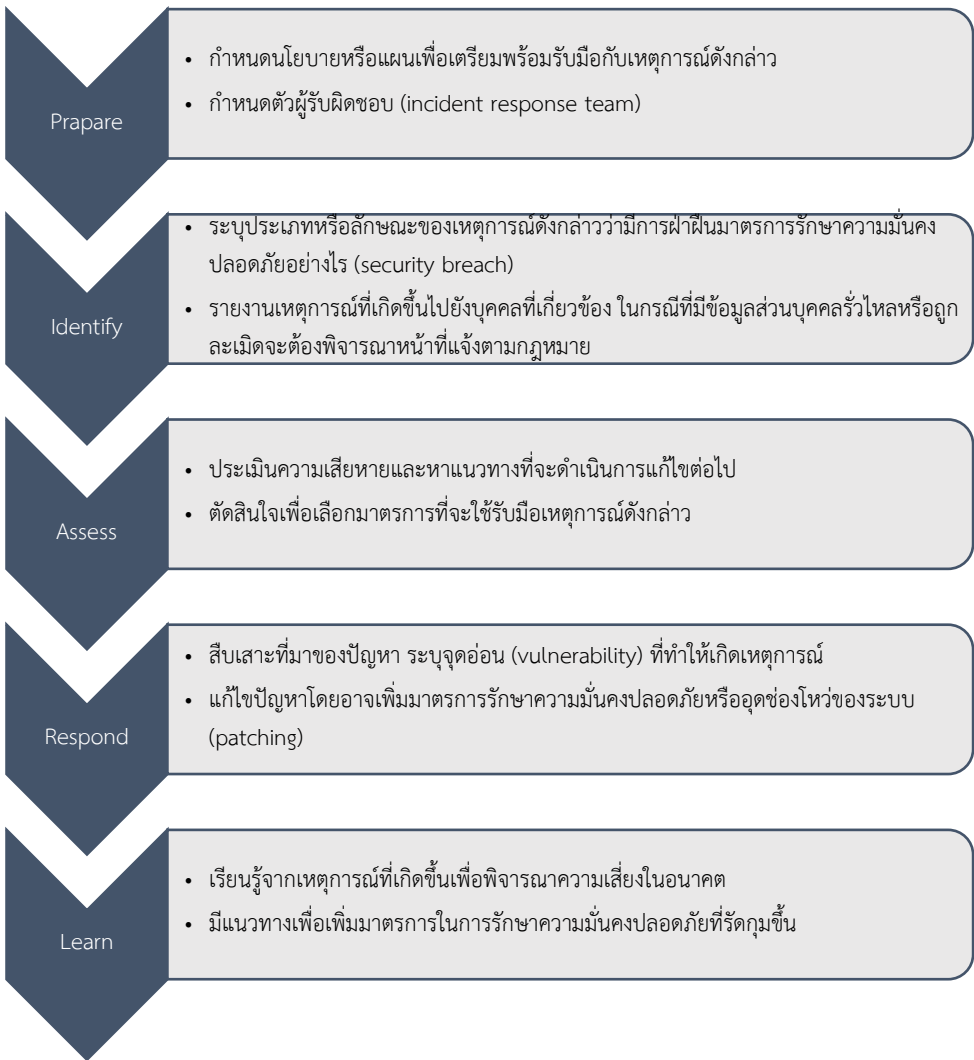 Prapare
• กำหนดนโยบายหรือแผนเพื่อเตรียมพร้อมรับมือกับเหตุการณ์ดังกล่าว
• กำหนดตัวผู้รับผิดชอบ (incident response team)
Identify
• ระบุประเภทหรือลักษณะของเหตุการณ์ดังกล่าวว่ามีการฝ่าฝืนมาตรการรักษาความมั่นคง
ปลอดภัยอย่างไร (security breach)
• รายงานเหตุการณ์ที่เกิดขึ้นไปยังบุคคลที่เกี่ยวข้อง ในกรณีที่มีข้อมูลส่วนบุคคลรั่วไหลหรือถูก
ละเมิดจะต้องพิจารณาหน้าที่แจ้งตามกฎหมาย
Assess
• ประเมินความเสียหายและหาแนวทางที่จะดำเนินการแก้ไขต่อไป
• ตัดสินใจเพื่อเลือกมาตรการที่จะใช้รับมือเหตุการณ์ดังกล่าว
Respond
• สืบเสาะที่มาของปัญหา ระบุจุดอ่อน (vulnerability) ที่ทำให้เกิดเหตุการณ์
• แก้ไขปัญหาโดยอาจเพิ่มมาตรการรักษาความมั่นคงปลอดภัยหรืออุดช่องโหว่ของระบบ
(patching)
Learn
• เรียนรู้จากเหตุการณ์ที่เกิดขึ้นเพื่อพิจารณาความเสี่ยงในอนาคต
• มีแนวทางเพื่อเพิ่มมาตรการในการรักษาความมั่นคงปลอดภัยที่รัดกุมขึ้น